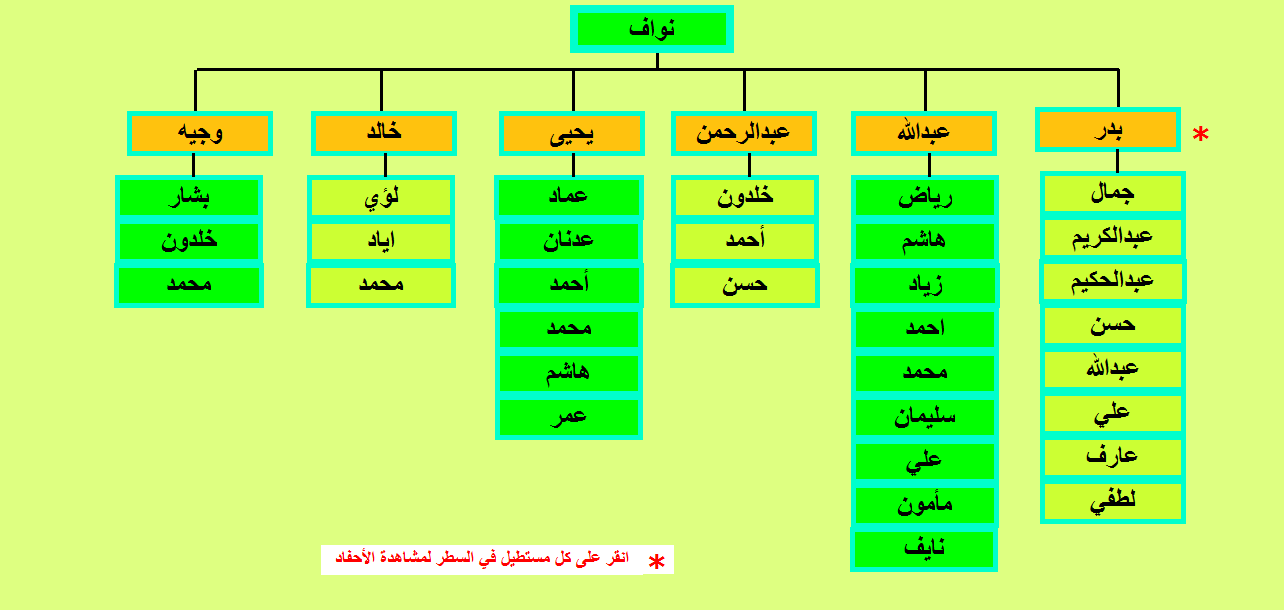 نواف
بدر
*
عبدالله
عبدالرحمن
يحيى
خالد
وجيه
جمال
عبدالكريم
عبدالحكيم
حسن
عبدالله
علي
عارف
لطفي
رياض
هاشم
زياد
احمد
محمد
سليمان
علي
مأمون
نايف
خلدون
أحمد
حسن
عماد
عدنان
أحمد
محمد
هاشم
عمر
لؤي
اياد
محمد
بشار
خلدون
محمد
* انقر على كل مستطيل في السطر لمشاهدة الأحفاد